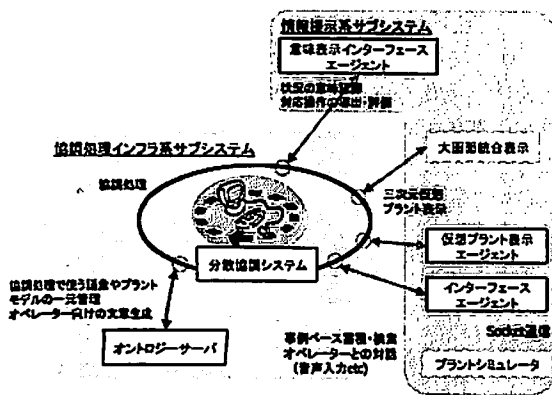 情報提示系サブシステム
意味表示インターフェース
エージェント
状況の意味
対応操作の導出・評価
協調処理インフラ系サブシステム
大画面統合表示
協調処理
三次元仮想
プラント表示
仮想プラント表示
エージェント
分散協調システム
インターフェース
エージェント
協調処理で使う語彙やプラント
モデルの一元管理
オペレーター向けの文章生成
Socket通信
事例ベース蓄積・検索
オペレーターとの対話
(音声入力etc)
オントロジーサーバ
プラントシミュレータ